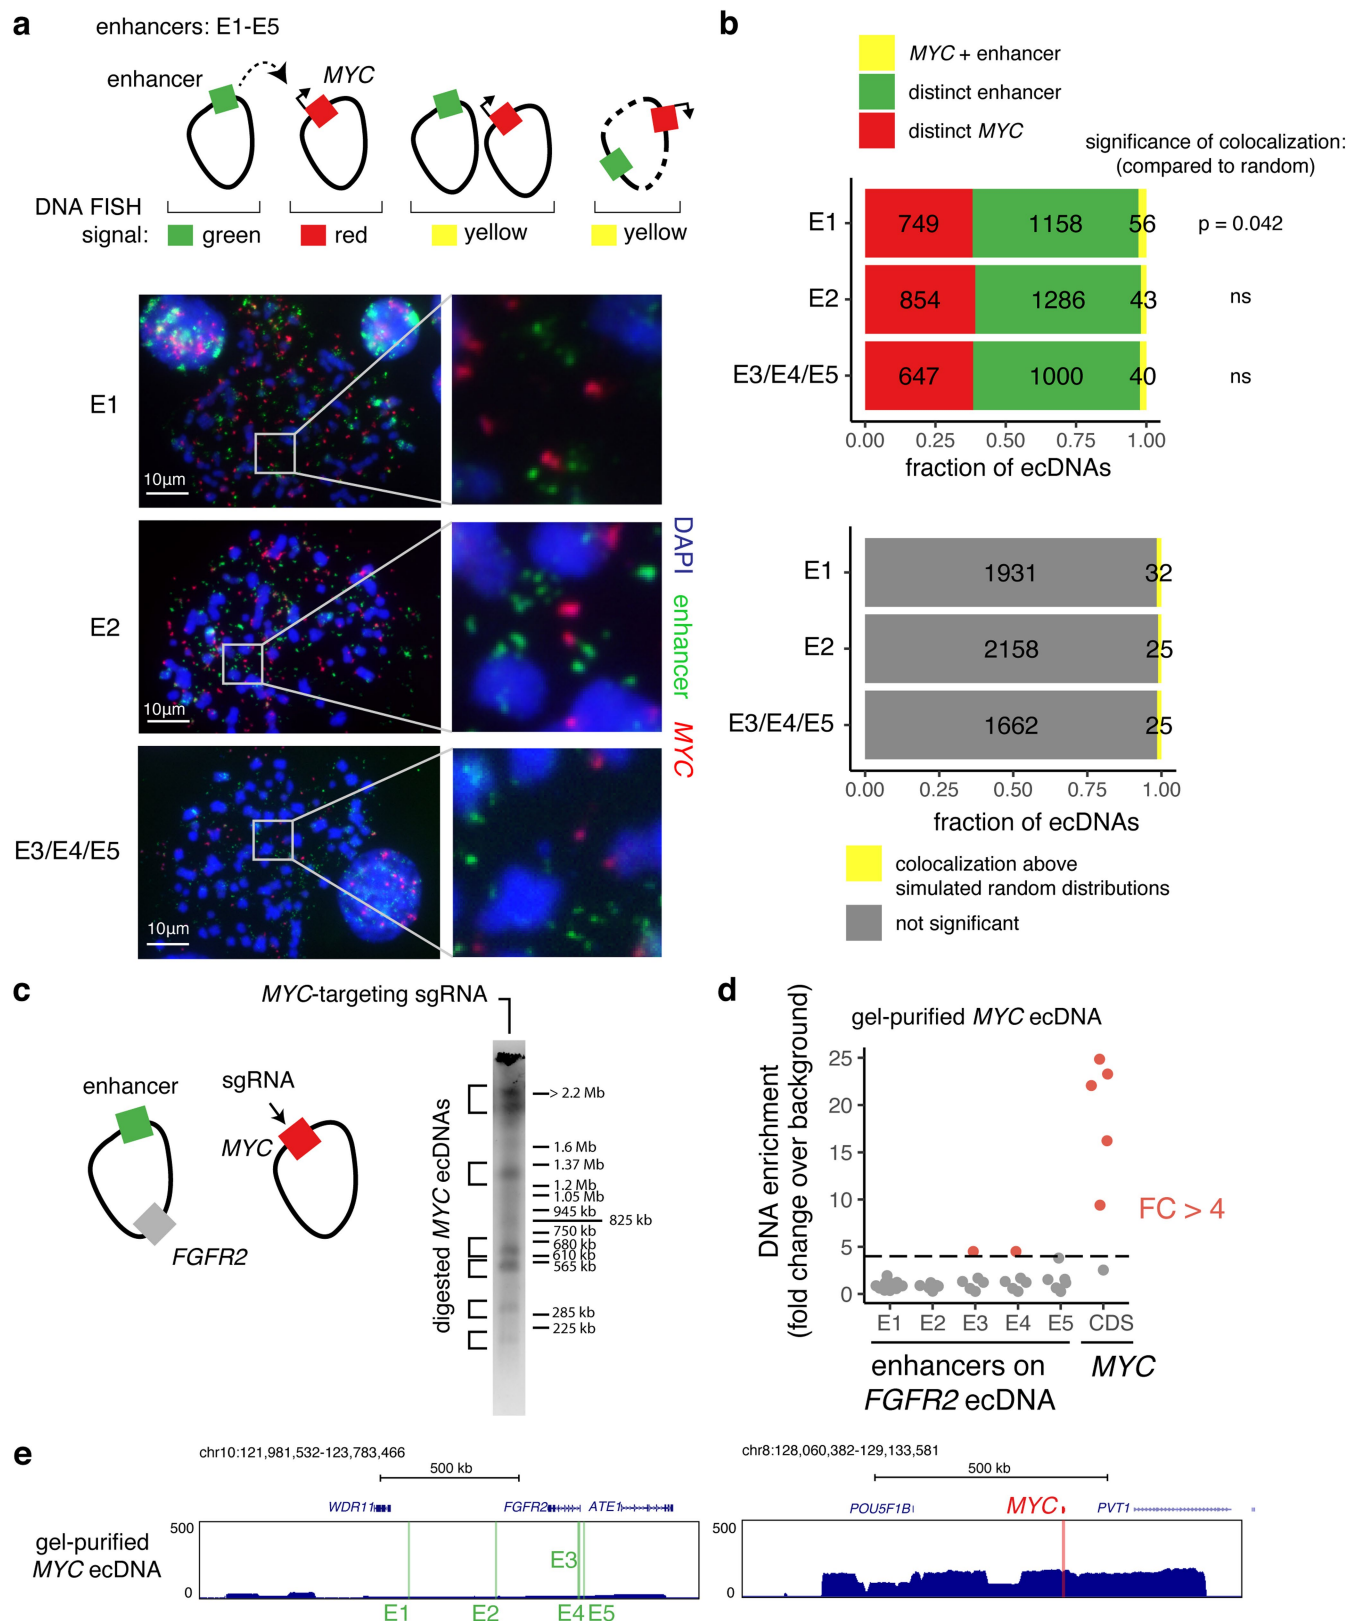 a
enhancers: E1-E5
enhancer
MYC
DNA FISH
signal:
green
red
yellow
yellow
E1
10µm
E2
10µm
E3/E4/E5
10µm
DAPI enhancer MYC
b
MYC + enhancer
distinct enhancer
distinct MYC
significance of colocalization:
(compared to random)
E1 749 1158 56 p = 0.042
E2 854 1286 43 ns
E3/E4/E5 647 1000 40 ns
0.00 0.25 0.50 0.75 1.00
fraction of ecDNAs
E1 1931 32
E2 2158 25
E3/E4/E5 1662 25
0.00 0.25 0.50 0.75 1.00
fraction of ecDNAs
colocalization above
simulated random distributions
not significant
c
MYC-targeting sgRNA
enhancer
sgRNA
MYC
FGFR2
digested MYC ecDNAs
> 2.2 Mb
1.6 Mb
1.37 Mb
1.2 Mb
1.05 Mb
945 kb
825 kb
750 kb
680 kb
610 kb
565 kb
285 kb
225 kb
d
gel-purified MYC ecDNA
DNA enrichment
(fold change over background)
25
20
15
10
5
0
FC > 4
E1 E2 E3 E4 E5 CDS
enhancers on
FGFR2 ecDNA
MYC
e
chr10:121,981,532-123,783,466
500 kb
WDR11 FGFR2 ATE1
gel-purified
MYC ecDNA
500
0
E3
E1 E2 E4 E5
chr8:128,060,382-129,133,581
500 kb
POU5F1B MYC PVT1
500
0